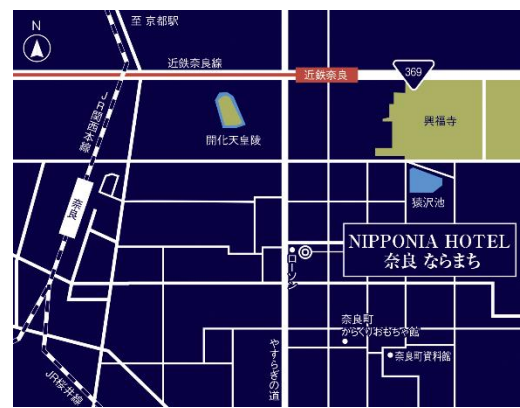 至 京都駅
N
近鉄奈良線
近鉄奈良
369
JR関西本線
興福寺
開化天皇陵
猿沢池
奈良
NIPPONIA HOTEL
奈良 ならまち
ローソン
奈良町
からくりおもちゃ館
奈良町資料館
やすらぎの道
JR桜井線